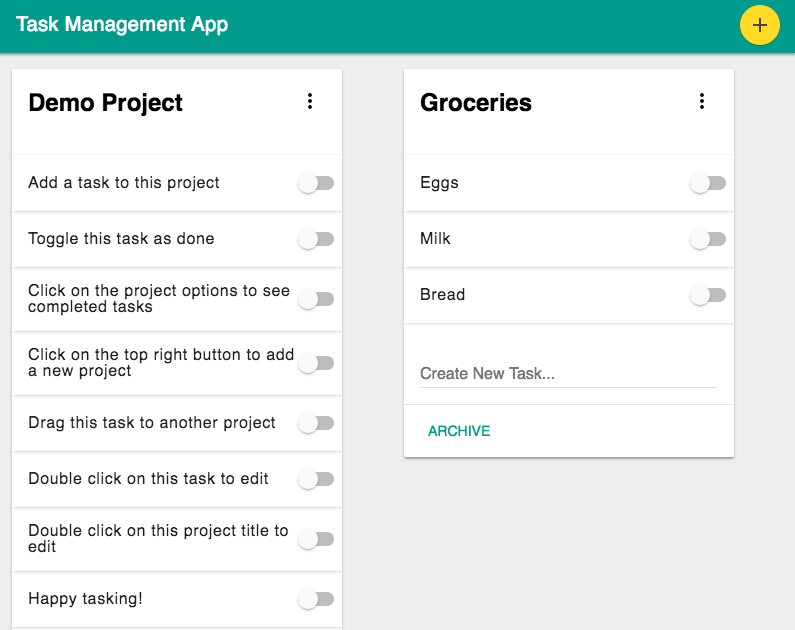 Task Management App
Demo Project
Add a task to this project
Toggle this task as done
Click on the project options to see
completed tasks
Click on the top right button to add
a new project
Drag this task to another project
Double click on this task to edit
Double click on this project title to
edit
Happy tasking!
Groceries
Eggs
Milk
Bread
Create New Task...
ARCHIVE